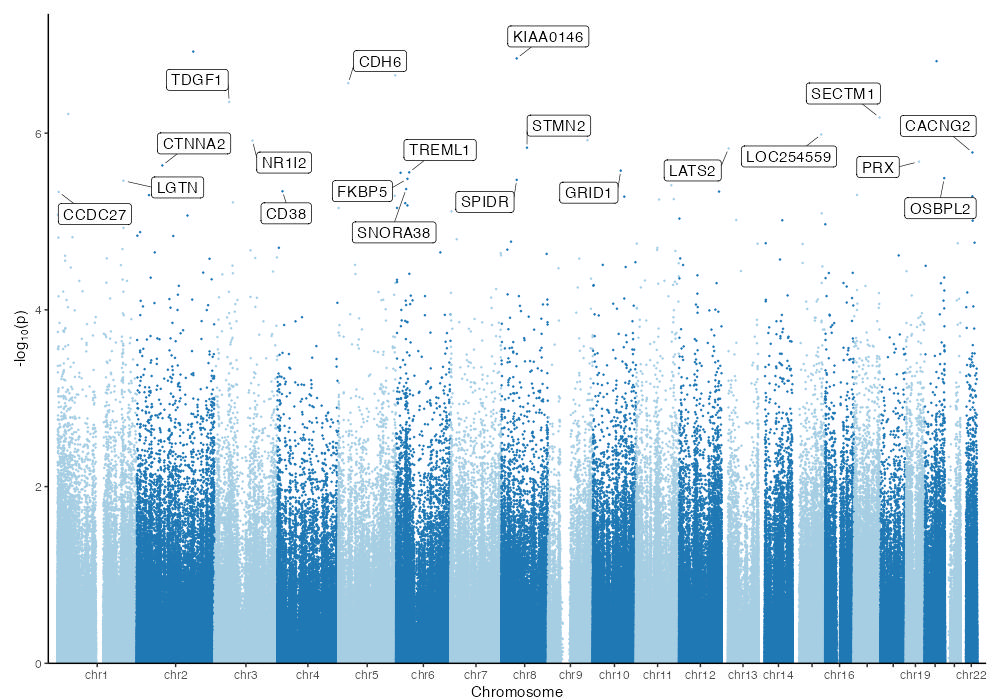 KIAA0146
CDH6
TDGF1
SECTM1
STMN2
CACNG2
CTNNA2
TREML1
LOC254559
NR1I2
PRX
LATS2
LGTN
FKBP5
GRID1
SPIDR
OSBPL2
CCDC27
CD38
SNORA38
6
4
2
0
-log10(p)
chr1 chr2 chr3 chr4 chr5 chr6 chr7 chr8 chr9 chr10 chr11 chr12 chr13 chr14 chr16 chr19 chr22
Chromosome